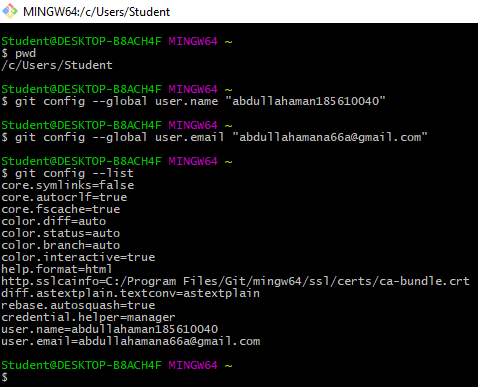 MINGW64:/c/Users/Student
Student@DESKTOP-B8ACH4F MINGW64 ~
$ pwd
/c/Users/Student
Student@DESKTOP-B8ACH4F MINGW64 ~
$ git config --global user.name "abdullahaman185610040"
Student@DESKTOP-B8ACH4F MINGW64 ~
$ git config --global user.email "abdullahamana66a@gmail.com"
Student@DESKTOP-B8ACH4F MINGW64 ~
$ git config --list
core.symlinks=false
core.autocrlf=true
core.fscache=true
color.diff=auto
color.status=auto
color.branch=auto
color.interactive=true
help.format=html
http.sslcainfo=C:/Program Files/Git/mingw64/ssl/certs/ca-bundle.crt
diff.astextplain.textconv=astextplain
rebase.autosquash=true
credential.helper=manager
user.name=abdullahaman185610040
user.email=abdullahamana66a@gmail.com
Student@DESKTOP-B8ACH4F MINGW64 ~
$